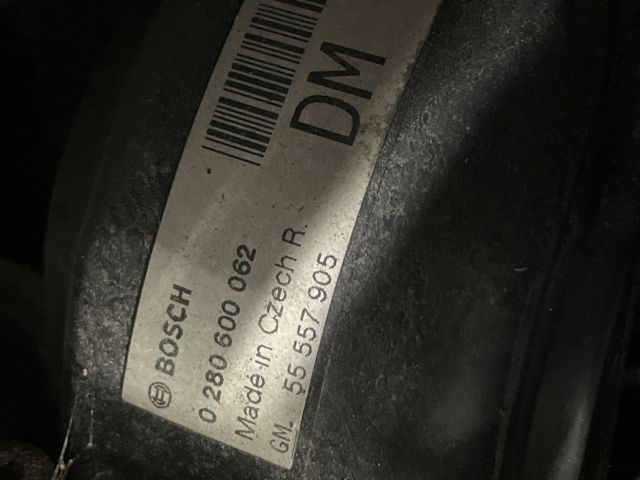 DM
BOSCH
0 280 600 062
Made in Czech R.
GM. 55 557 905